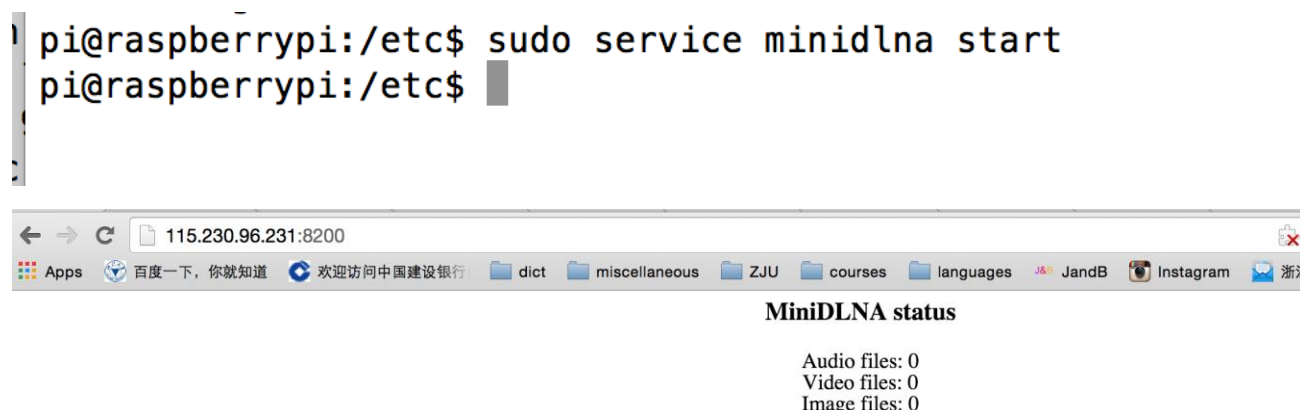 pi@raspberrypi:/etc$ sudo service minidlna start
pi@raspberrypi:/etc$
115.230.96.231:8200
Apps 百度一下，你就知道 欢迎访问中国建设银行 dict miscellaneous ZJU courses languages J&B JandB Instagram
MiniDLNA status
Audio files: 0
Video files: 0
Image files: 0